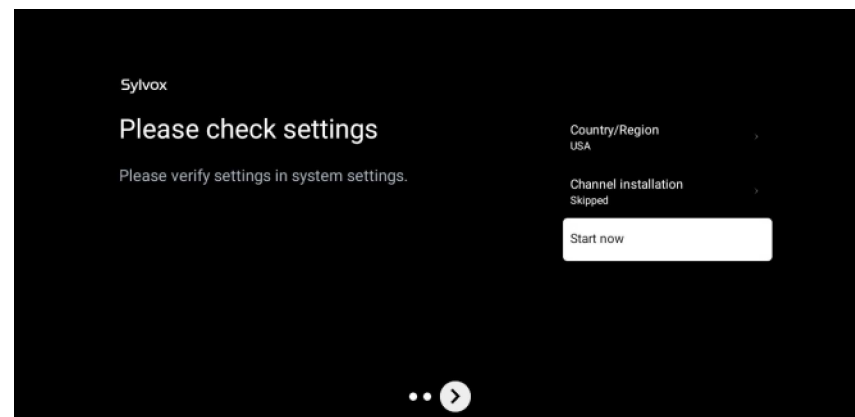 Sylvox
Please check settings
Please verify settings in system settings.
Country/Region
USA
Channel installation
Skipped
Start now